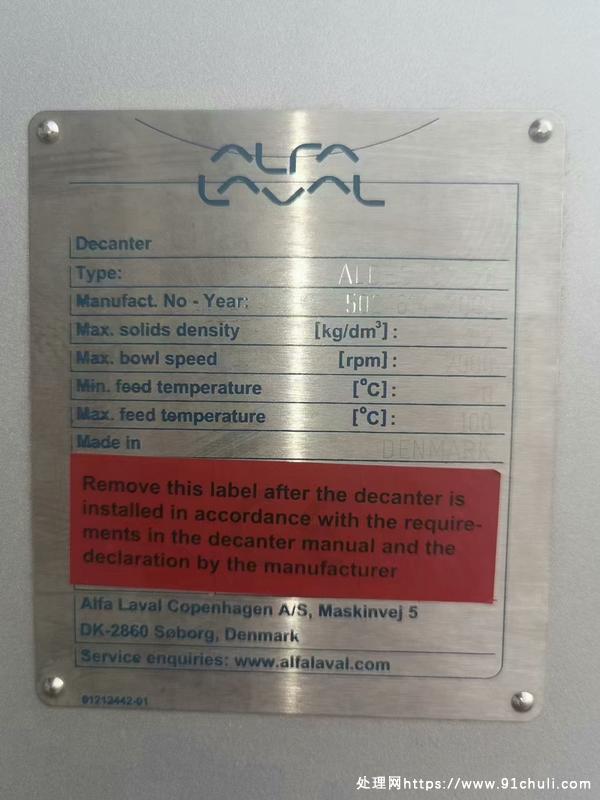 ALFA
LAVAL
Decanter
Type:
Manufact. No - Year:
Max. solids density [kg/dm³]:
Max. bowl speed [rpm]:
Min. feed temperature [°C]:
Max. feed temperature [°C]: 100
Made in DENMARK
Remove this label after the decanter is
installed in accordance with the require-
ments in the decanter manual and the
declaration by the manufacturer
Alfa Laval Copenhagen A/S, Maskinvej 5
DK-2860 Søborg, Denmark
Service enquiries: www.alfalaval.com
61212442-01
处理网https://www.91chuli.com